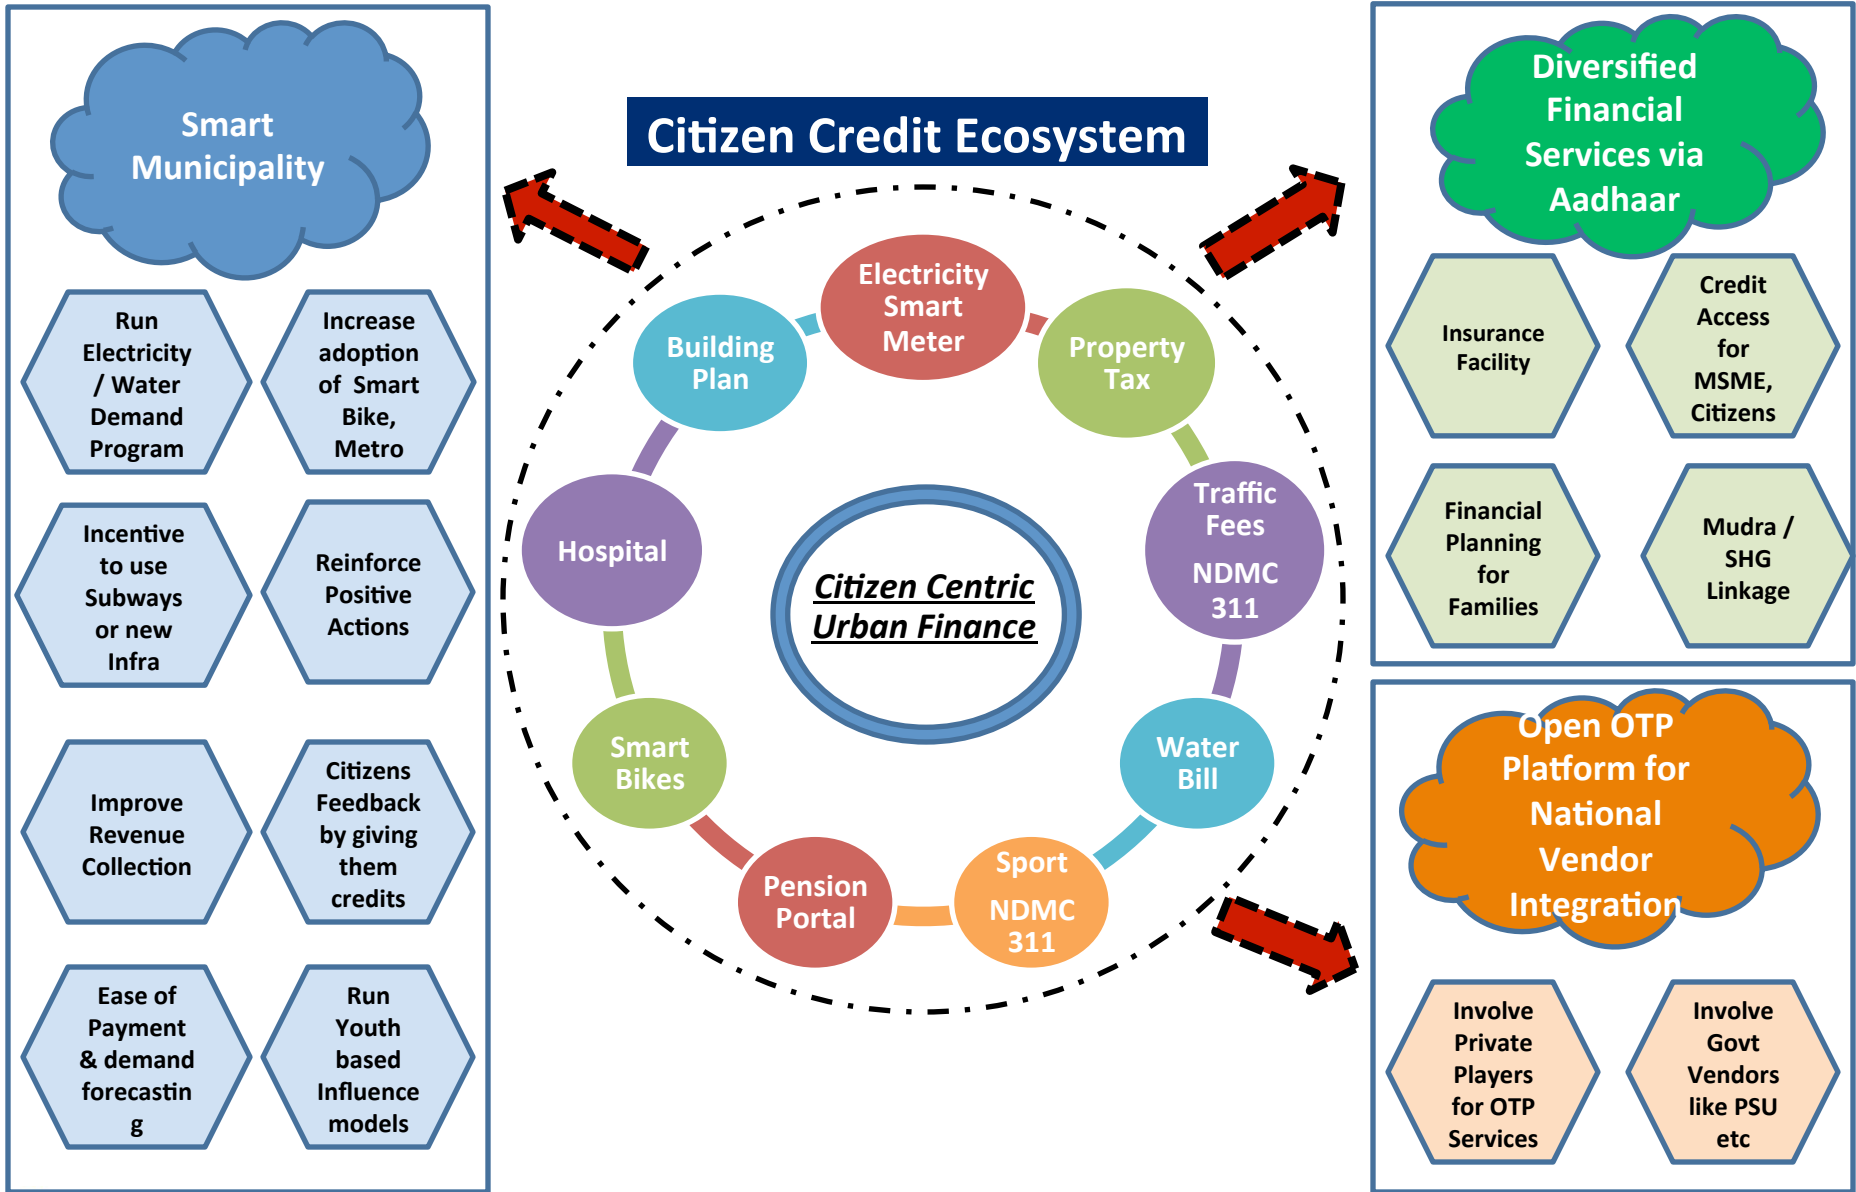 Smart
Municipality
Run
Electricity
/ Water
Demand
Program
Increase
adoption
of Smart
Bike,
Metro
Incentive
to use
Subways
or new
Infra
Reinforce
Positive
Actions
Improve
Revenue
Collection
Citizens
Feedback
by giving
them
credits
Ease of
Payment
& demand
forecastin
g
Run
Youth
based
Influence
models
Citizen Credit Ecosystem
Electricity
Smart
Meter
Property
Tax
Traffic
Fees
NDMC
311
Water
Bill
Sport
NDMC
311
Pension
Portal
Smart
Bikes
Hospital
Building
Plan
Citizen Centric
Urban Finance
Diversified
Financial
Services via
Aadhaar
Insurance
Facility
Credit
Access
for
MSME,
Citizens
Financial
Planning
for
Families
Mudra /
SHG
Linkage
Open OTP
Platform for
National
Vendor
Integration
Involve
Private
Players
for OTP
Services
Involve
Govt
Vendors
like PSU
etc